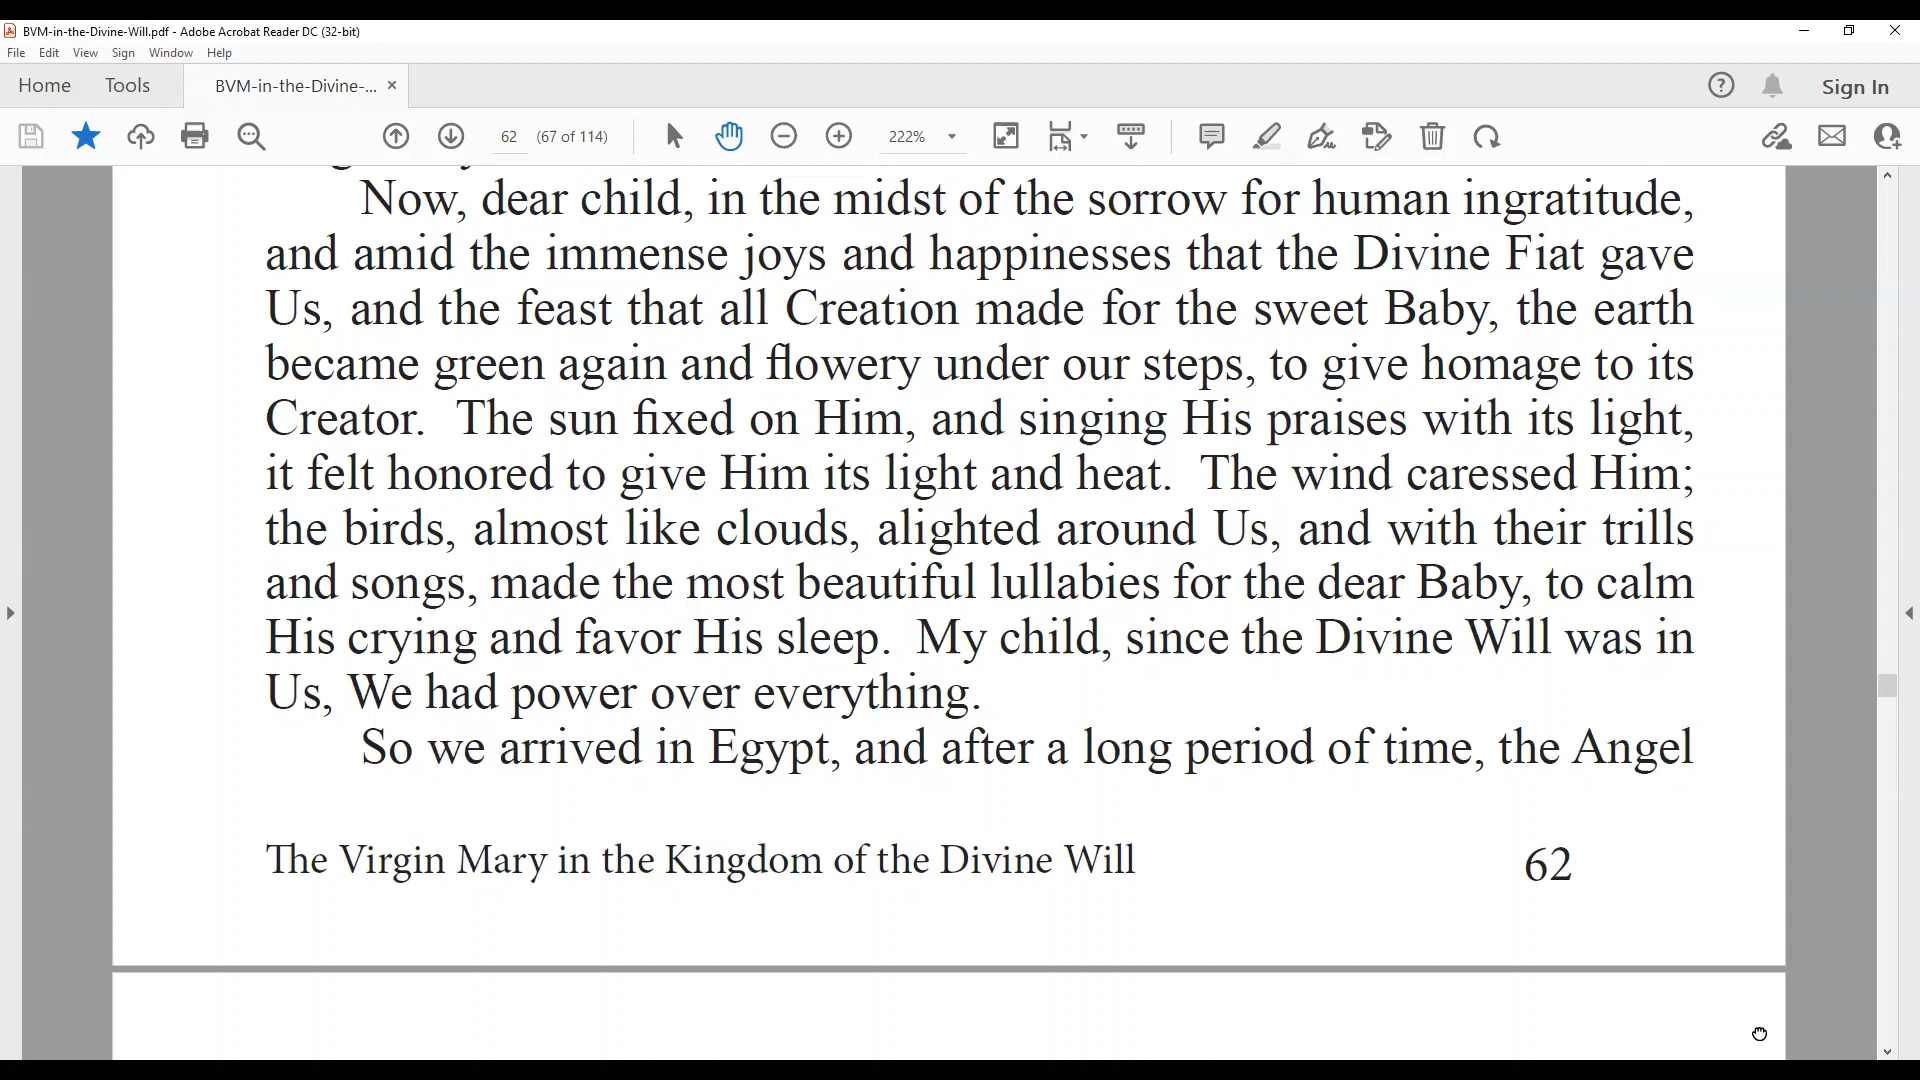 BVM-in-the-Divine-Will.pdf - Adobe Acrobat Reader DC (32-bit)
File Edit View Sign Window Help
Home Tools BVM-in-the-Divine-... × Sign In
62 (67 of 114) 222%
Now, dear child, in the midst of the sorrow for human ingratitude,
and amid the immense joys and happinesses that the Divine Fiat gave
Us, and the feast that all Creation made for the sweet Baby, the earth
became green again and flowery under our steps, to give homage to its
Creator. The sun fixed on Him, and singing His praises with its light,
it felt honored to give Him its light and heat. The wind caressed Him;
the birds, almost like clouds, alighted around Us, and with their trills
and songs, made the most beautiful lullabies for the dear Baby, to calm
His crying and favor His sleep. My child, since the Divine Will was in
Us, We had power over everything.
So we arrived in Egypt, and after a long period of time, the Angel
The Virgin Mary in the Kingdom of the Divine Will 62